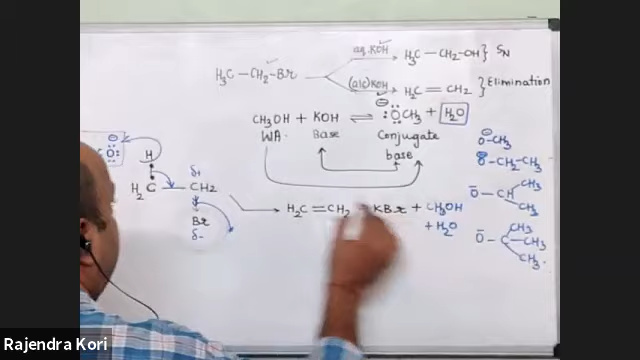 aq.KOH
H3C—CH2—Br
H3C—CH2—OH} SN
(alc)KOH
H2C=CH2 }Elimination
CH3OH + KOH ⇌ ⊖:ÖCH3 + H2O
WA. Base Conjugate
base
⊖O—CH3
⊖O—CH2—CH3
Ō—CH CH3
CH3
Ō—C CH3
CH3
CH3.
Ö: H
δ+
H2C—CH2
Br
δ-
H2C=CH2 KBr + CH3OH
+ H2O
Rajendra Kori